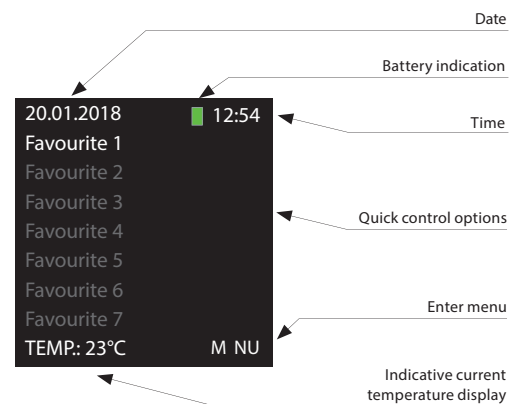 Date
Battery indication
20.01.2018 12:54
Time
Favourite 1
Favourite 2
Favourite 3
Quick control options
Favourite 4
Favourite 5
Favourite 6
Enter menu
Favourite 7
TEMP.: 23°C M NU
Indicative current
temperature display